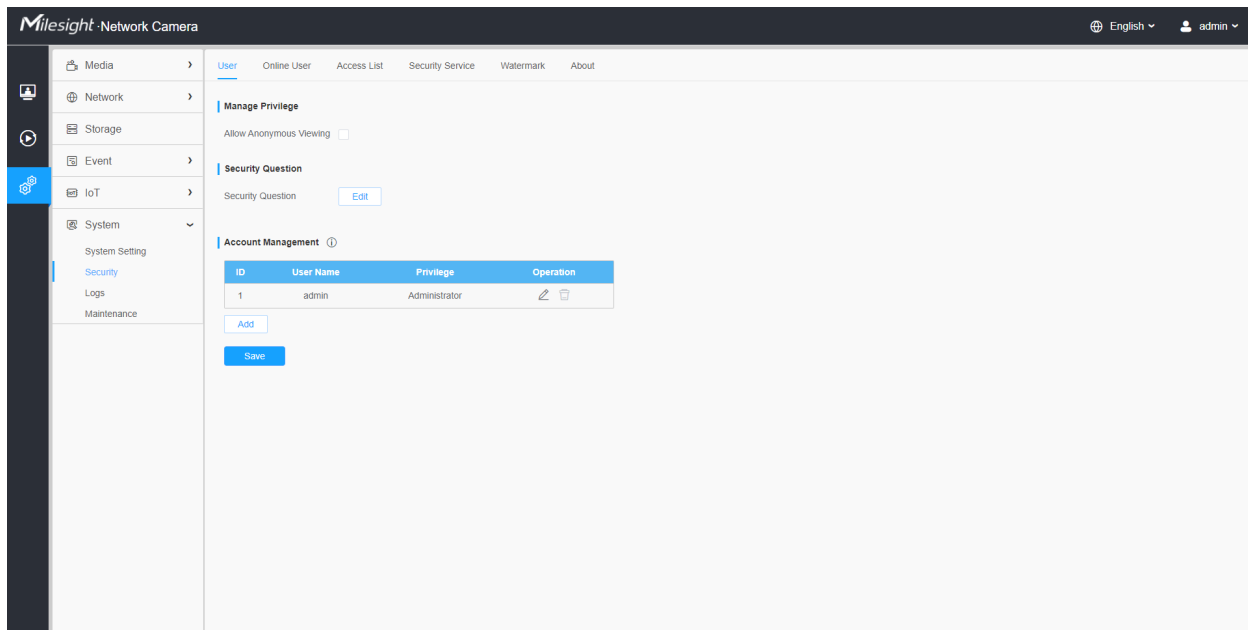 Milesight · Network Camera
English
admin
Media
Network
Storage
Event
IoT
System
System Setting
Security
Logs
Maintenance
User Online User Access List Security Service Watermark About
Manage Privilege
Allow Anonymous Viewing
Security Question
Security Question Edit
Account Management
ID User Name Privilege Operation
1 admin Administrator
Add
Save